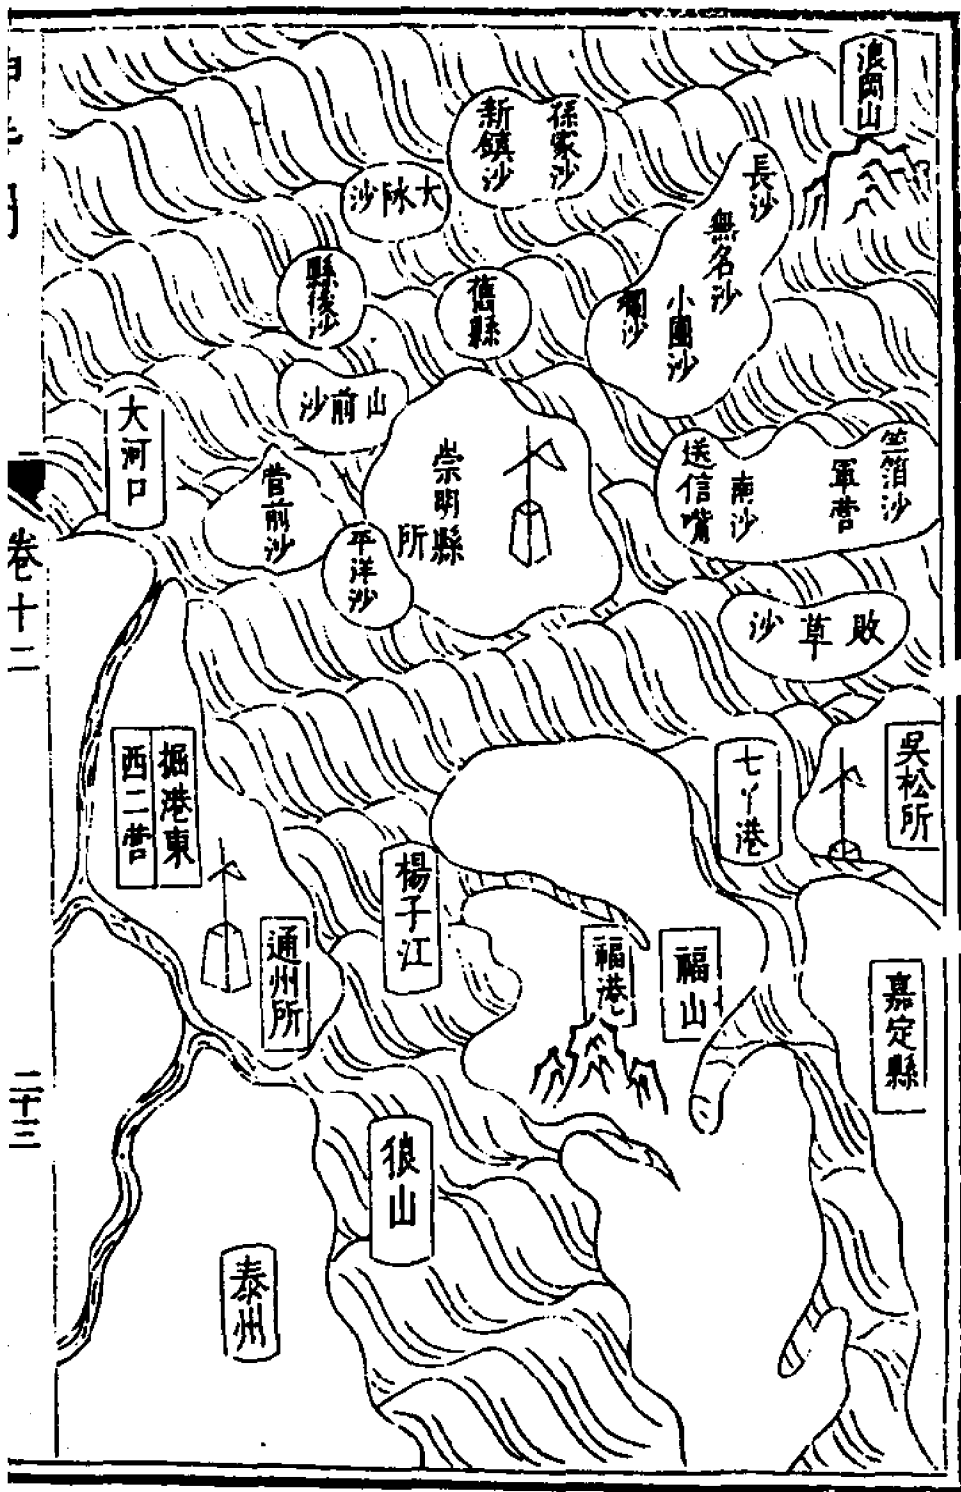 浪岡山
孫家沙
新鎮沙
長沙
無名沙
小團沙
大陳沙
縣後沙
舊縣
山前沙
大河口
竺箔沙
軍營
南沙
送信嘴
崇明縣
所
營前沙
平洋沙
敗草沙
吳松所
七丫港
掘港東
西二營
楊子江
通州所
福山
福港
嘉定縣
狼山
泰州
卷十二
二十三